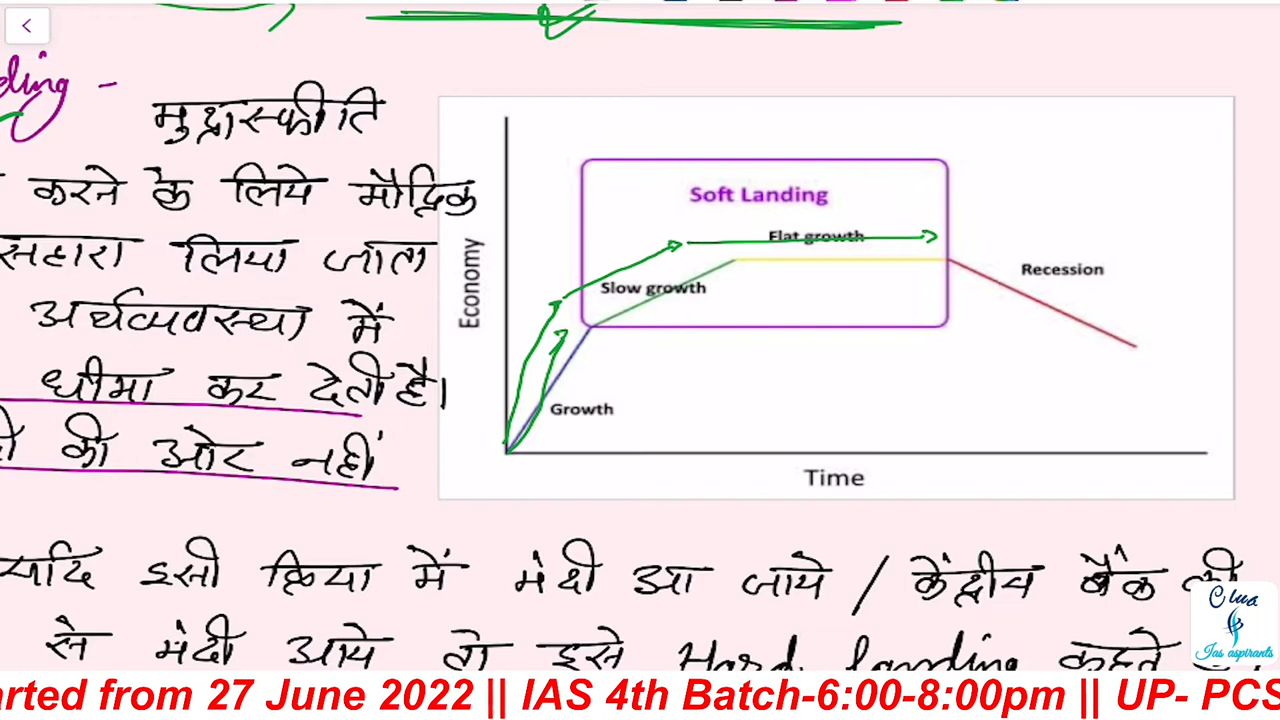 nding -
मुद्रास्फीति
करने के लिये मौद्रिक
सहारा लिया जाता
अर्थव्यवस्था में
धीमा कर देती है।
की ओर नहीं
Soft Landing
Flat growth
Slow growth
Recession
Growth
Economy
Time
यदि इसी क्रिया में मंदी आ जाये / केंद्रीय बैंक की
से मंदी आये तो इसे Hard landing कहते
Clue
Ias aspirants
arted from 27 June 2022 || IAS 4th Batch-6:00-8:00pm || UP- PCS